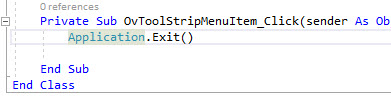 0 references
Private Sub OvToolStripMenuItem_Click(sender As Ob
Application.Exit()
End Sub
End Class